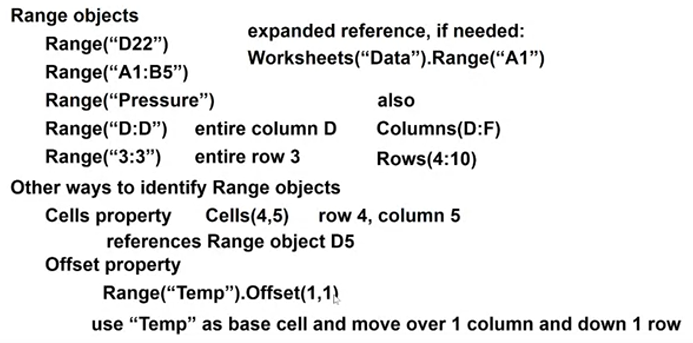 Range objects
Range(“D22”)
expanded reference, if needed:
Worksheets(“Data”).Range(“A1”)
Range(“A1:B5”)
Range(“Pressure”)
also
Range(“D:D”) entire column D
Columns(D:F)
Range(“3:3”) entire row 3
Rows(4:10)
Other ways to identify Range objects
Cells property Cells(4,5) row 4, column 5
references Range object D5
Offset property
Range(“Temp”).Offset(1,1)
use “Temp” as base cell and move over 1 column and down 1 row